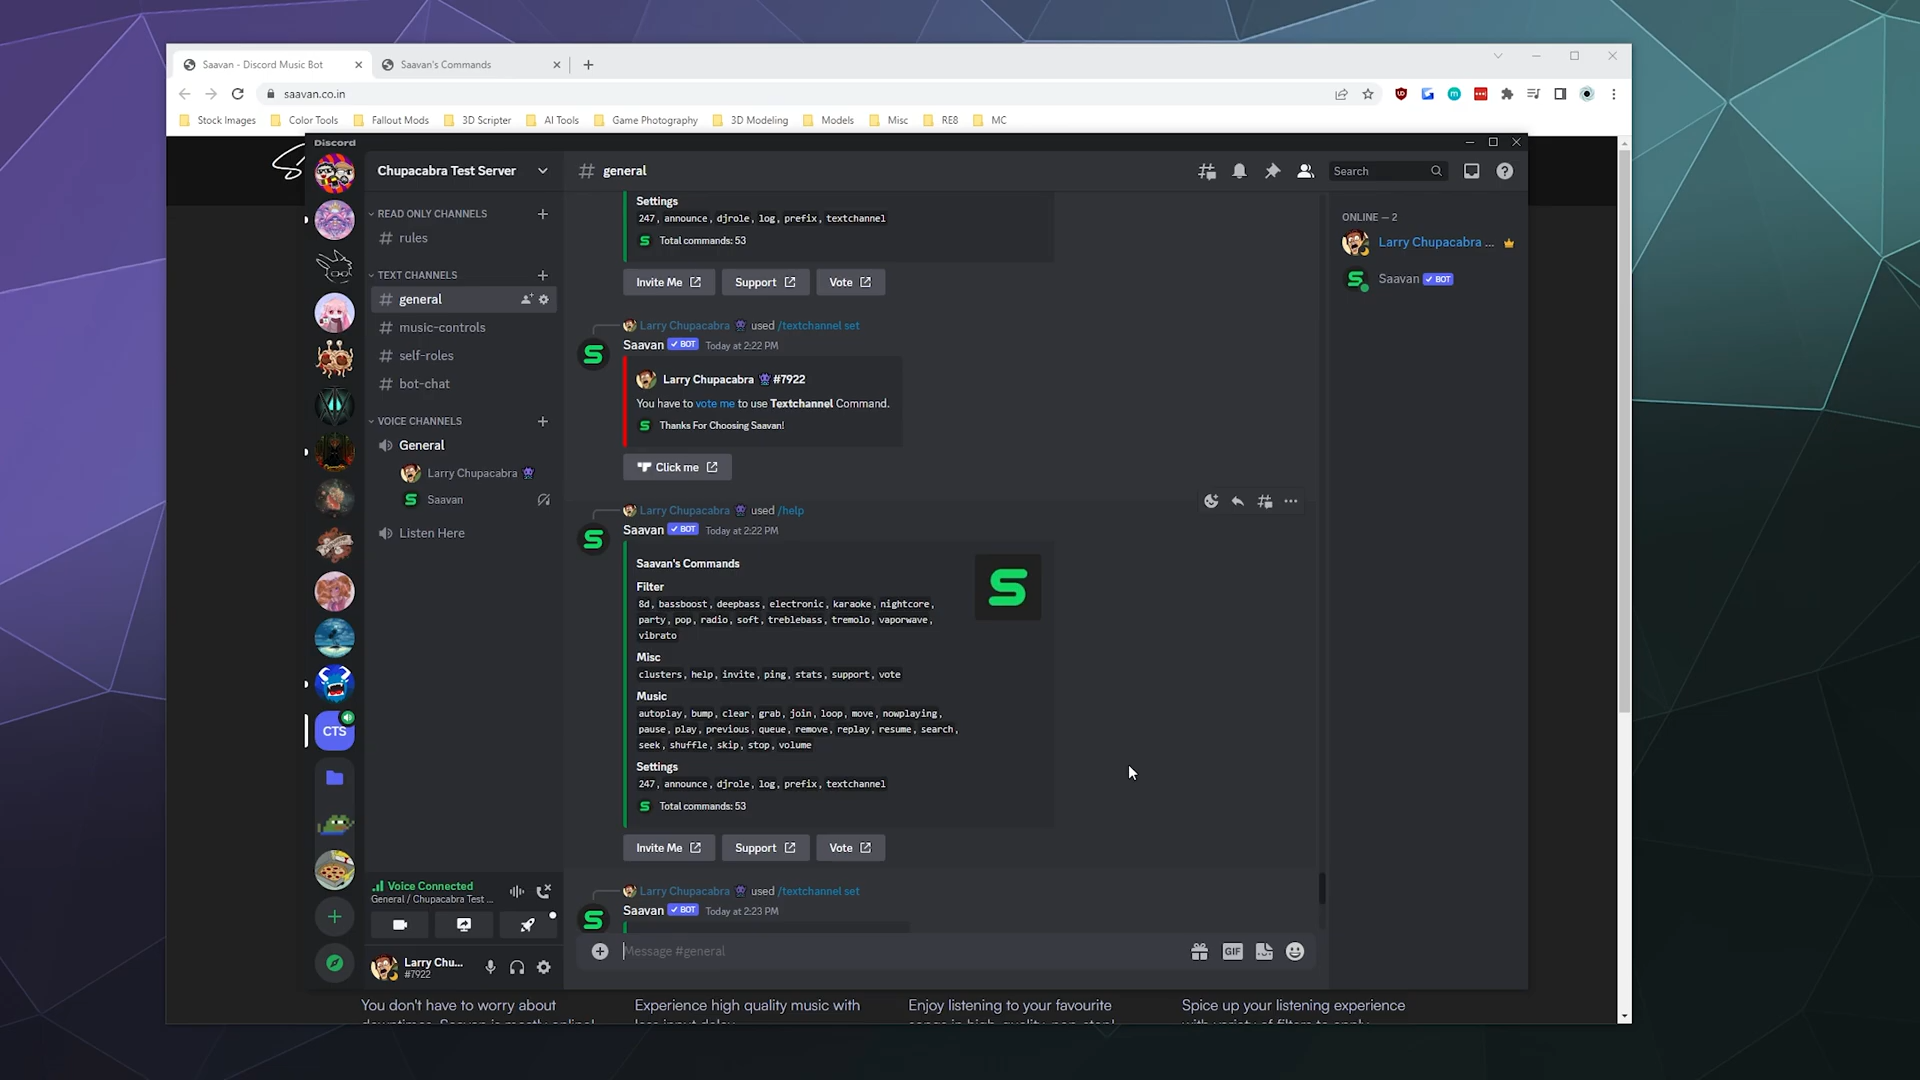 Saavan - Discord Music Bot
Saavan's Commands
saavan.co.in
Stock Images
Color Tools
Fallout Mods
3D Scripter
AI Tools
Game Photography
3D Modeling
Models
Misc
RE8
MC
Discord
Chupacabra Test Server
general
Search
READ ONLY CHANNELS
rules
TEXT CHANNELS
general
music-controls
self-roles
bot-chat
VOICE CHANNELS
General
Larry Chupacabra
Saavan
Listen Here
CTS
Voice Connected
General / Chupacabra Test ...
Larry Chu...
#7922
Settings
247, announce, djrole, log, prefix, textchannel
Total commands: 53
Invite Me
Support
Vote
Larry Chupacabra used /textchannel set
Saavan BOT Today at 2:22 PM
Larry Chupacabra #7922
You have to vote me to use Textchannel Command.
Thanks For Choosing Saavan!
Click me
Larry Chupacabra used /help
Saavan BOT Today at 2:22 PM
Saavan's Commands
Filter
8d, bassboost, deepbass, electronic, karaoke, nightcore,
party, pop, radio, soft, treblebass, tremolo, vaporwave,
vibrato
Misc
clusters, help, invite, ping, stats, support, vote
Music
autoplay, bump, clear, grab, join, loop, move, nowplaying,
pause, play, previous, queue, remove, replay, resume, search,
seek, shuffle, skip, stop, volume
Settings
247, announce, djrole, log, prefix, textchannel
Total commands: 53
Invite Me
Support
Vote
Larry Chupacabra used /textchannel set
Saavan BOT Today at 2:23 PM
Message #general
GIF
ONLINE — 2
Larry Chupacabra ...
Saavan BOT
You don't have to worry about
Experience high quality music with
Enjoy listening to your favourite
Spice up your listening experience